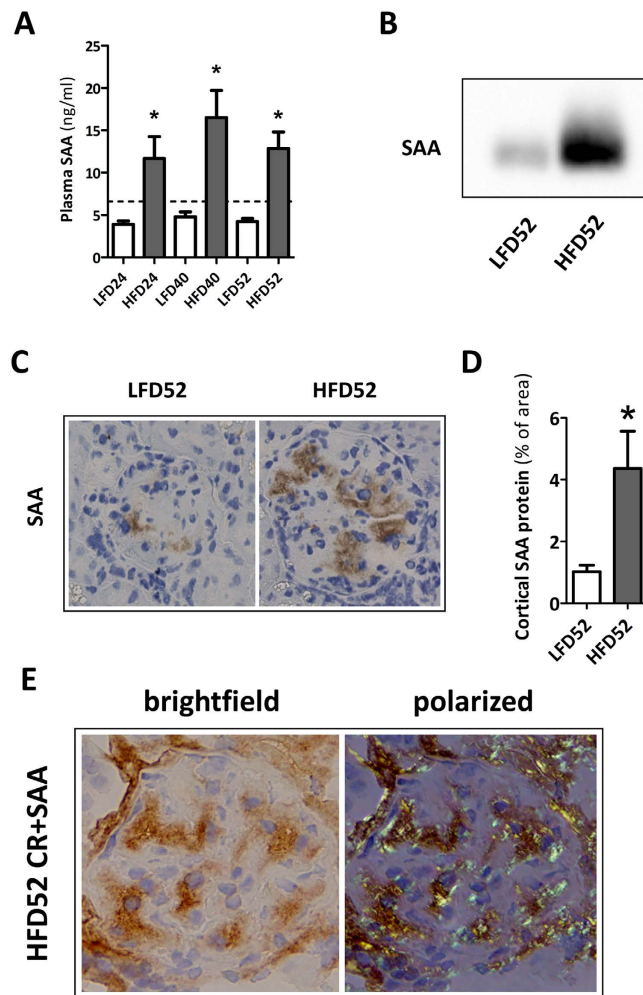 A
Plasma SAA (ng/ml)
25
20
15
10
5
0
*
*
*
LFD24
HFD24
LFD40
HFD40
LFD52
HFD52
B
SAA
LFD52
HFD52
C
LFD52
HFD52
SAA
D
Cortical SAA protein (% of area)
6
4
2
0
*
LFD52
HFD52
E
brightfield
polarized
HFD52 CR+SAA